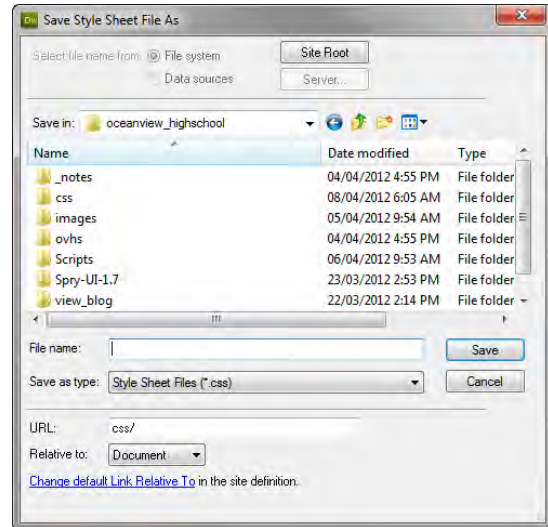 Dw Save Style Sheet File As
Select file name from: File system Site Root
Data sources Server...
Save in: oceanview_highschool
Name Date modified Type
_notes 04/04/2012 4:55 PM File folder
css 08/04/2012 6:05 AM File folder
images 05/04/2012 9:54 AM File folder
ovhs 04/04/2012 4:55 PM File folder
Scripts 06/04/2012 9:53 AM File folder
Spry-UI-1.7 23/03/2012 2:53 PM File folder
view_blog 22/03/2012 2:14 PM File folder
File name: Save
Save as type: Style Sheet Files (*.css) Cancel
URL: css/
Relative to: Document
Change default Link Relative To in the site definition.